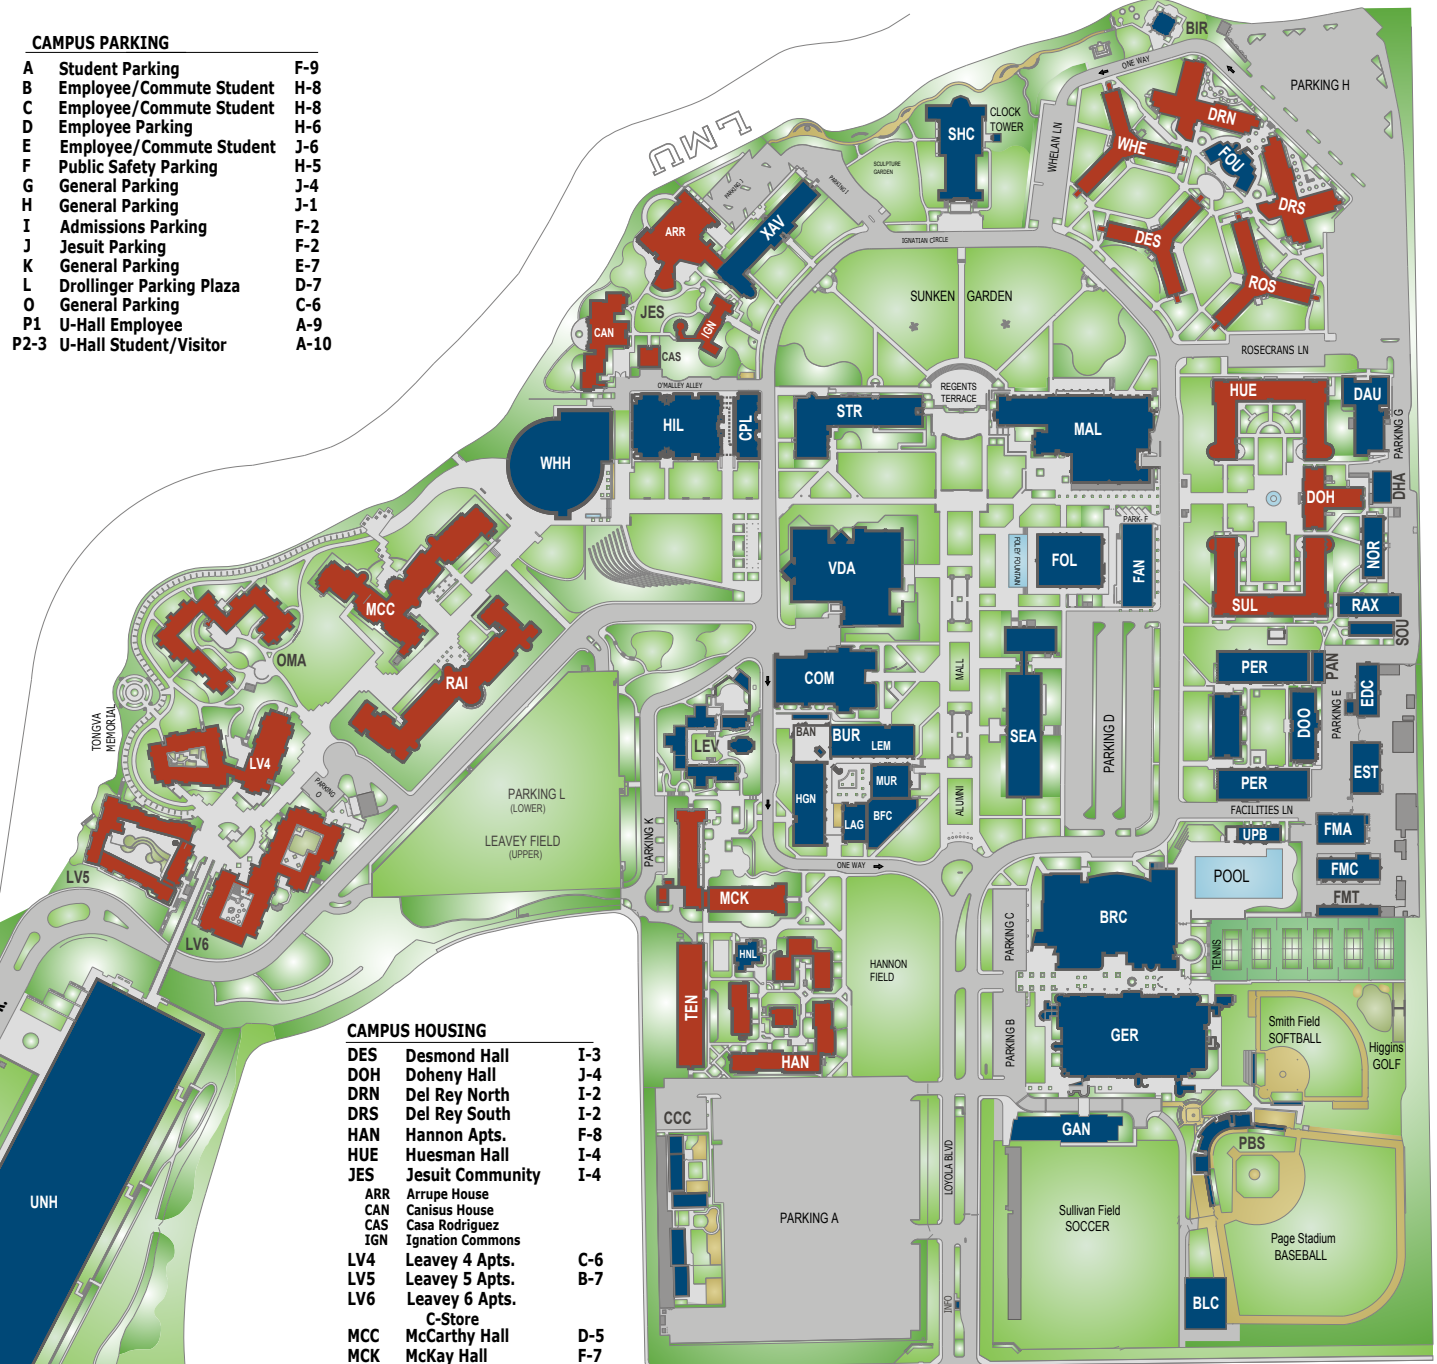 CAMPUS PARKING
A Student Parking F-9
B Employee/Commute Student H-8
C Employee/Commute Student H-8
D Employee Parking H-6
E Employee/Commute Student J-6
F Public Safety Parking H-5
G General Parking J-4
H General Parking J-1
I Admissions Parking F-2
J Jesuit Parking F-2
K General Parking E-7
L Drollinger Parking Plaza D-7
O General Parking C-6
P1 U-Hall Employee A-9
P2-3 U-Hall Student/Visitor A-10
BIR
ONE WAY
PARKING H
LMU
SHC
CLOCK
TOWER
WHELAN LN
DRN
WHE
FOU
SCULPTURE
GARDEN
PARKING J
PARKING I
DRS
ARR
XAV
DES
IGNATIAN CIRCLE
ROS
SUNKEN GARDEN
JES
CAN
IGN
CAS
ROSECRANS LN
O'MALLEY ALLEY
REGENTS
TERRACE
HUE
DAU
STR
HIL
CPL
MAL
PARKING G
WHH
DHA
DOH
PARK- F
NOR
FOLEY FOUNTAIN
FOL
FAN
VDA
MCC
SUL
RAX
SOU
OMA
PER
PAN
RAI
COM
MALL
EDC
TONGVA
MEMORIAL
LEV
BAN
BUR
LEM
SEA
PARKING D
DOO
PARKING E
LV4
PARKING
O
MUR
EST
PER
PARKING L
(LOWER)
HGN
ALUMNI
LAG
BFC
FACILITIES LN
LEAVEY FIELD
(UPPER)
PARKING K
UPB
FMA
ONE WAY
FMC
LV5
POOL
MCK
FMT
BRC
PARKING C
LV6
TENNIS
HNL
HANNON
FIELD
TEN
PARKING B
GER
Smith Field
SOFTBALL
Higgins
GOLF
HAN
CAMPUS HOUSING
DES Desmond Hall I-3
DOH Doheny Hall J-4
DRN Del Rey North I-2
DRS Del Rey South I-2
HAN Hannon Apts. F-8
HUE Huesman Hall I-4
JES Jesuit Community I-4
ARR Arrupe House
CAN Canisus House
CAS Casa Rodriguez
IGN Ignation Commons
LV4 Leavey 4 Apts. C-6
LV5 Leavey 5 Apts. B-7
LV6 Leavey 6 Apts.
C-Store
MCC McCarthy Hall D-5
MCK McKay Hall F-7
CCC
GAN
PBS
LOYOLA BLVD
UNH
PARKING A
Sullivan Field
SOCCER
Page Stadium
BASEBALL
INFO
BLC